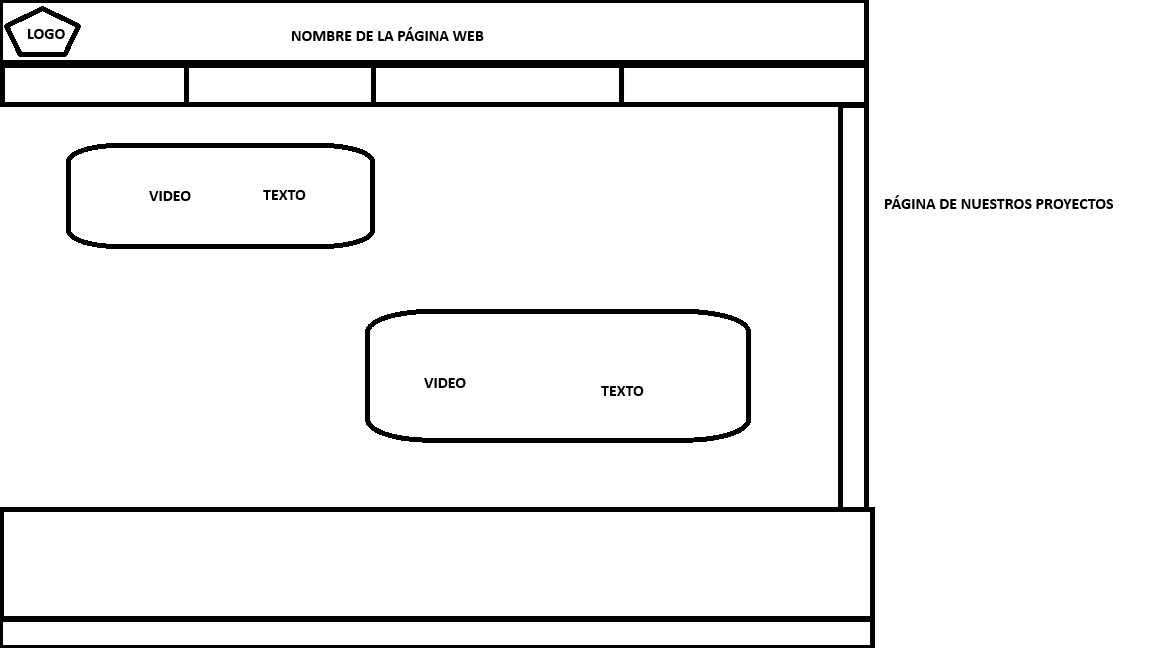 LOGO
NOMBRE DE LA PÁGINA WEB
PÁGINA DE NUESTROS PROYECTOS
VIDEO TEXTO
VIDEO
TEXTO